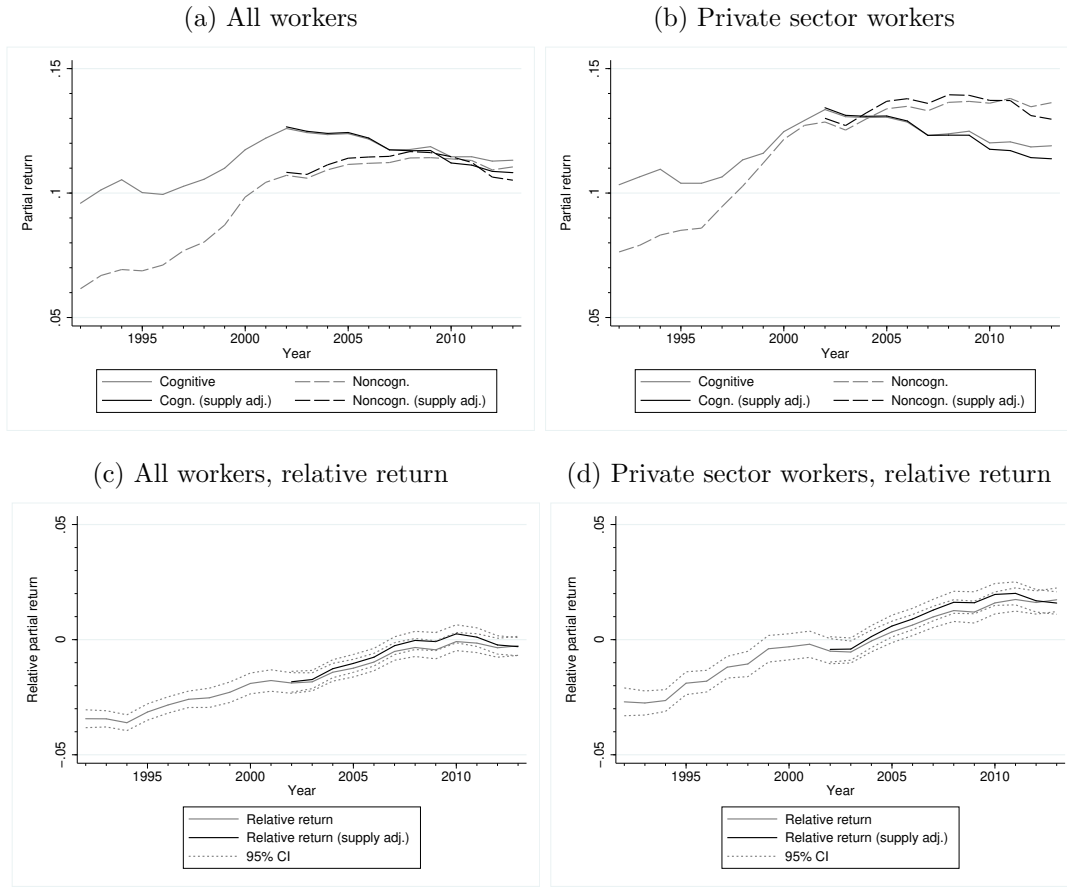 (a) All workers
(b) Private sector workers
.15
.1
.05
Partial return
1995 2000 2005 2010
Year
Cognitive Noncogn.
Cogn. (supply adj.) Noncogn. (supply adj.)
.15
.1
.05
Partial return
1995 2000 2005 2010
Year
Cognitive Noncogn.
Cogn. (supply adj.) Noncogn. (supply adj.)
(c) All workers, relative return
(d) Private sector workers, relative return
.05
0
-.05
Relative partial return
1995 2000 2005 2010
Year
Relative return
Relative return (supply adj.)
95% CI
.05
0
-.05
Relative partial return
1995 2000 2005 2010
Year
Relative return
Relative return (supply adj.)
95% CI